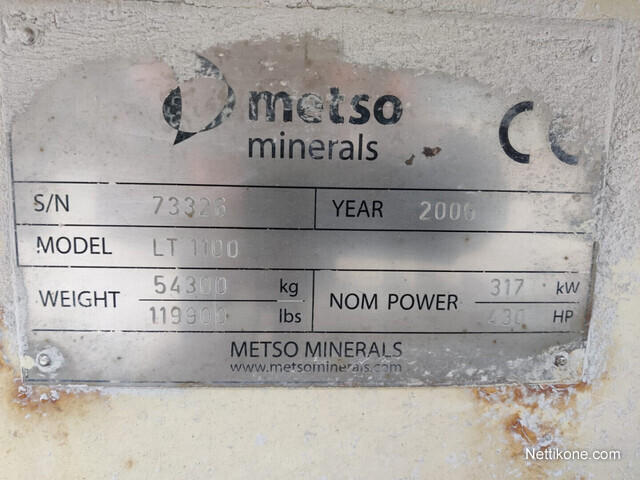 metso
minerals
CE
S/N 73326 YEAR 2006
MODEL LT 1100
WEIGHT 54300 kg NOM POWER 317 kW
119900 lbs 430 HP
METSO MINERALS
www.metsominerals.com
Nettikone.com